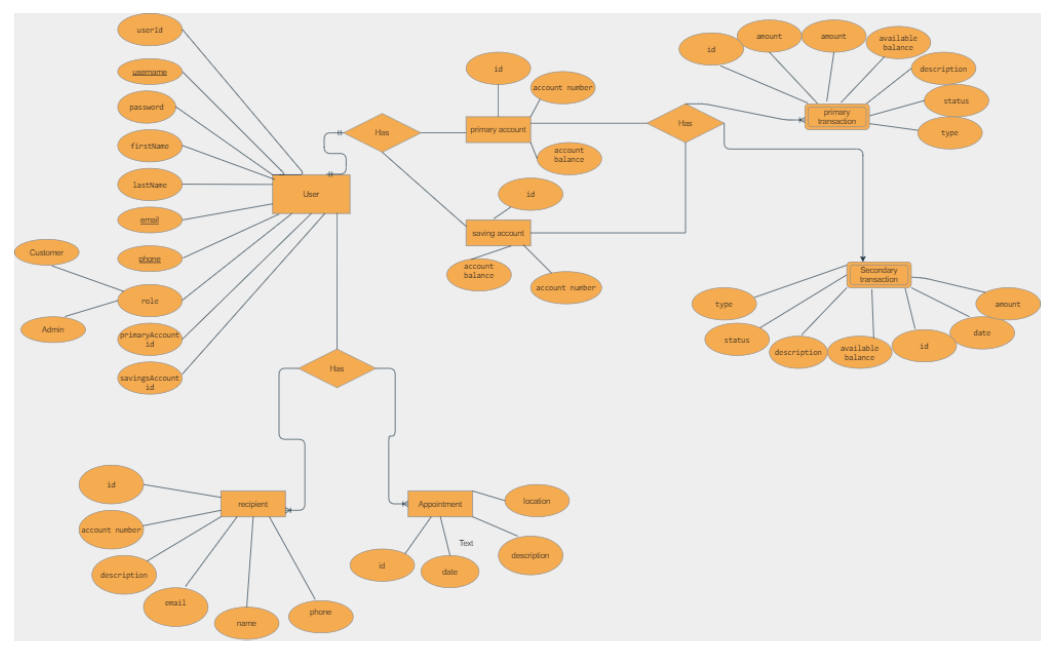 userId
username
password
firstName
lastName
email
phone
Customer
role
Admin
primaryAccount
id
savingsAccount
id
User
Has
id
account number
primary account
account
balance
id
saving account
account
balance
account number
Has
id
amount
amount
available
balance
description
status
type
primary
transaction
Secondary
transaction
type
status
description
available
balance
id
date
amount
Has
id
account number
description
email
name
phone
recipient
Appointment
location
Text
id
date
description